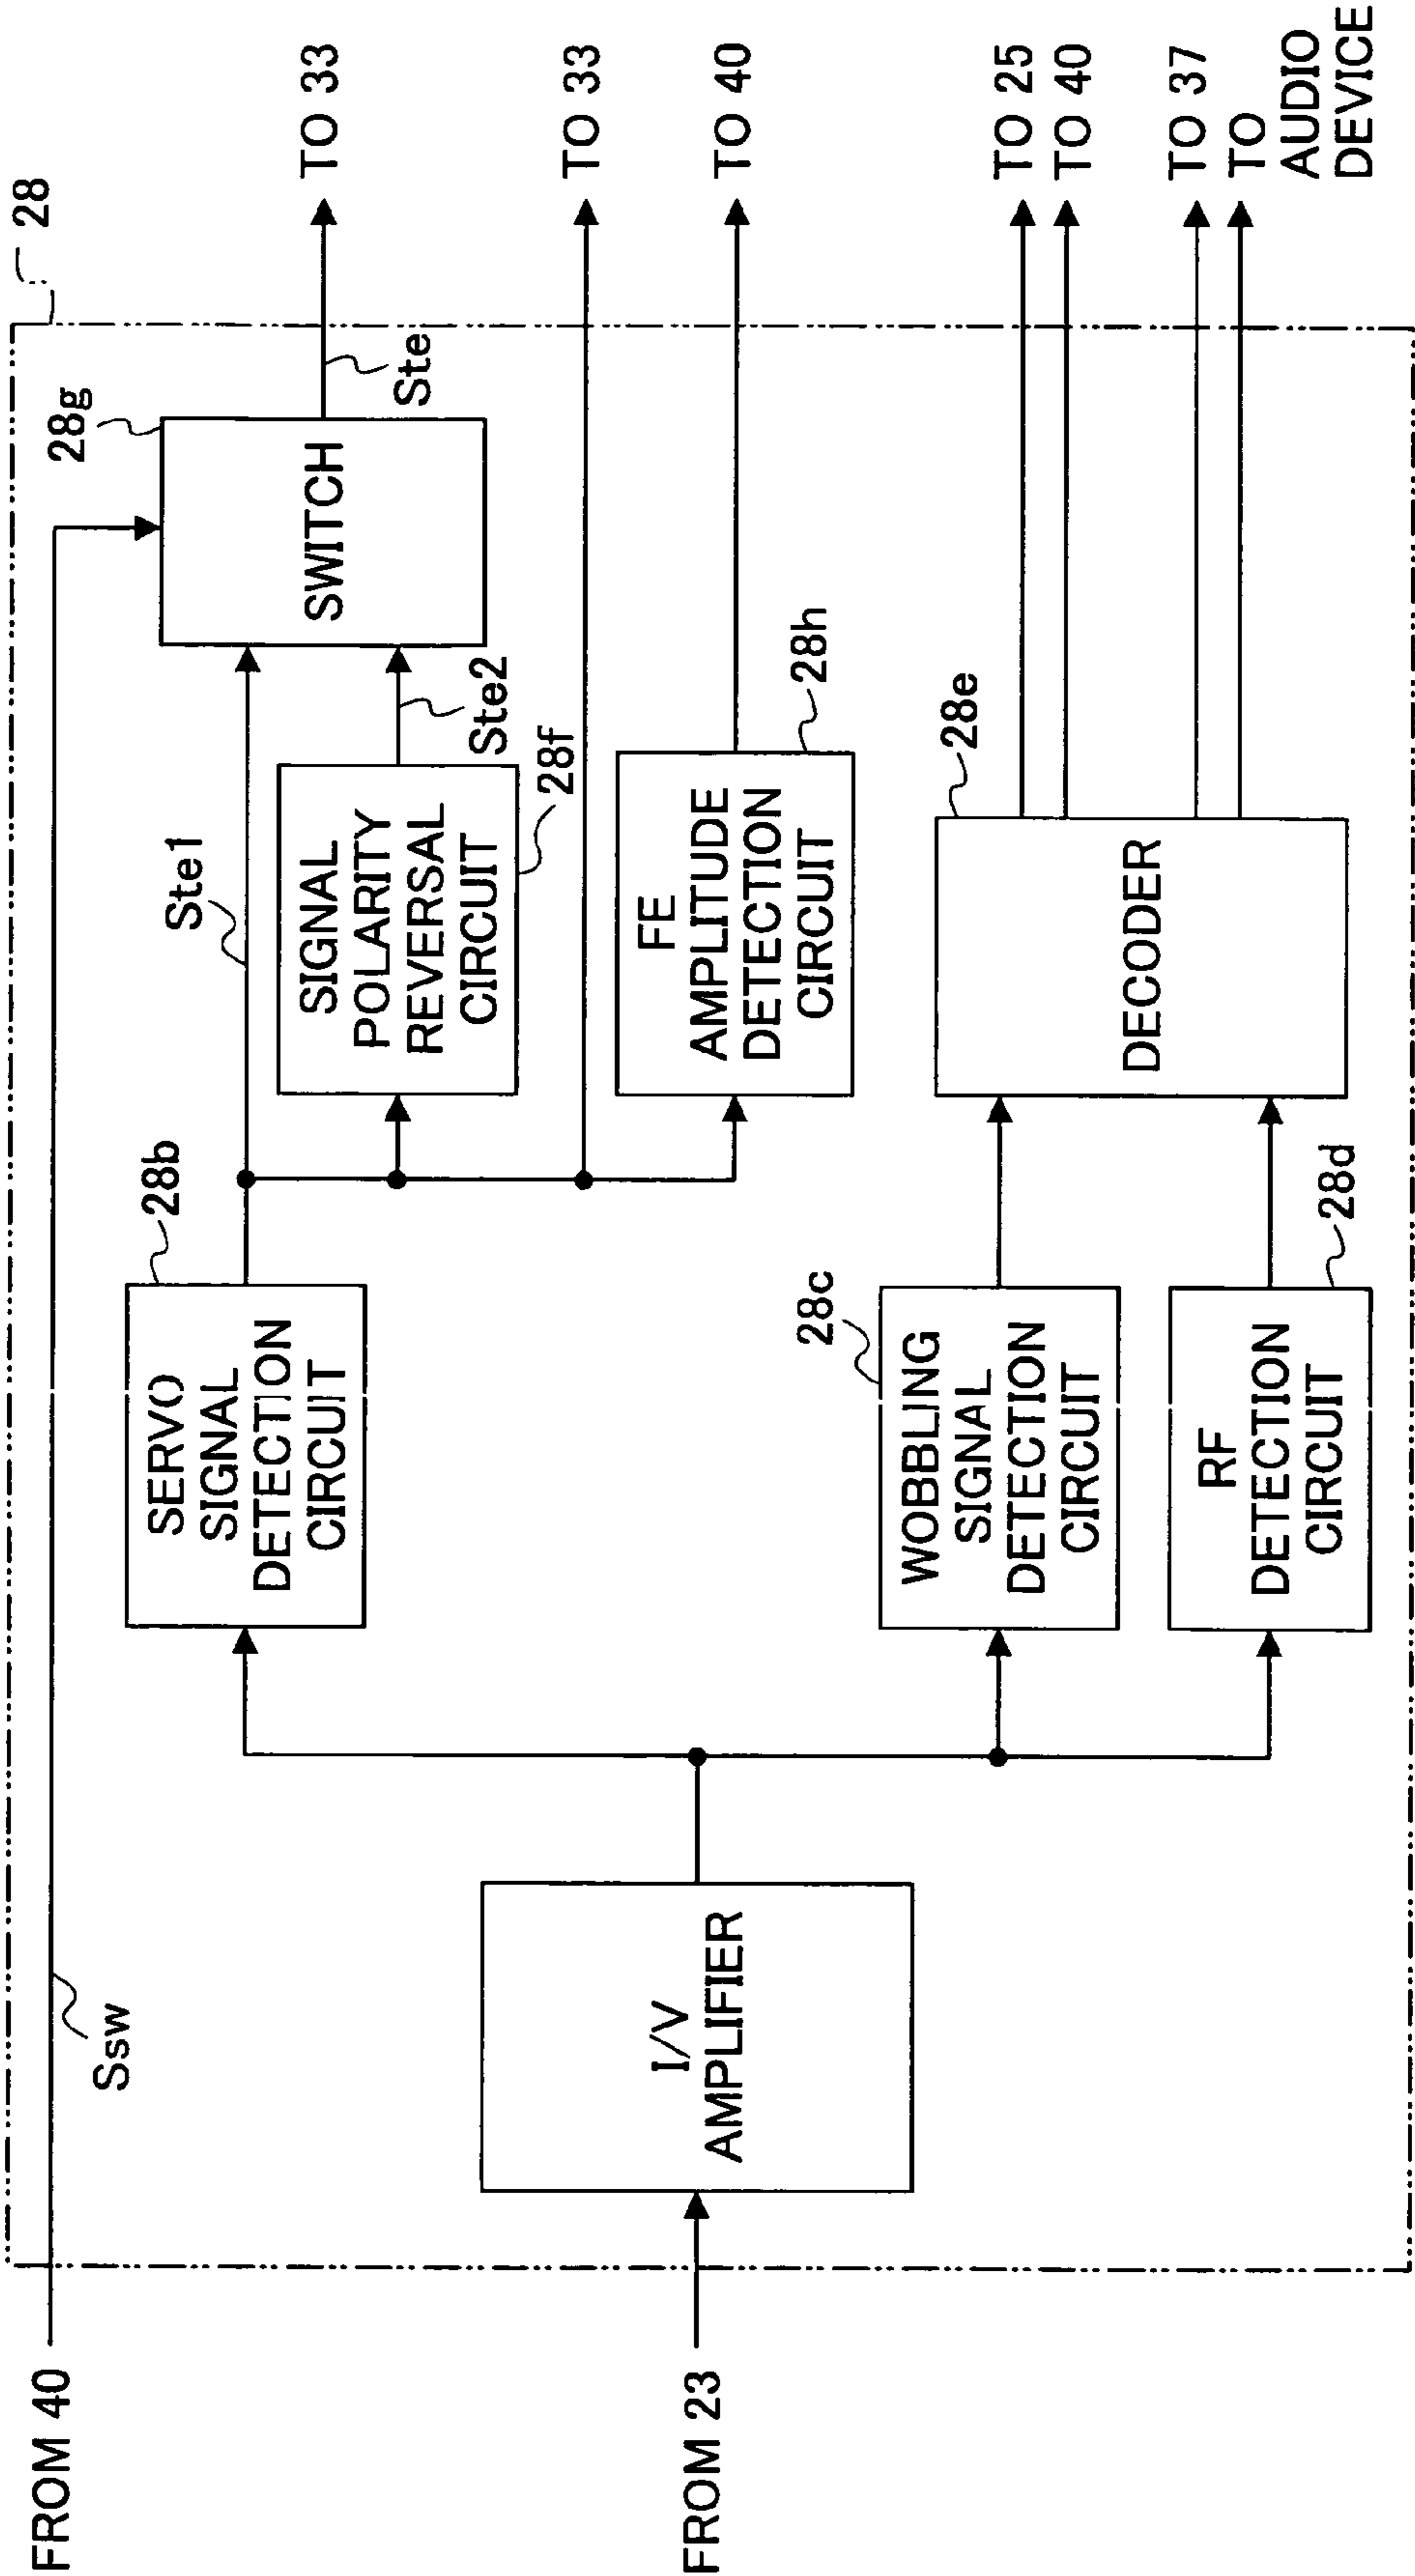 28
FROM 40
Ssw
28g
SWITCH
Ste
TO 33
28b
SERVO
SIGNAL
DETECTION
CIRCUIT
Ste1
SIGNAL
POLARITY
REVERSAL
CIRCUIT
Ste2
28f
TO 33
FE
AMPLITUDE
DETECTION
CIRCUIT
28h
TO 40
FROM 23
I/V
AMPLIFIER
28c
WOBBLING
SIGNAL
DETECTION
CIRCUIT
28e
DECODER
TO 25
TO 40
TO 37
TO
AUDIO
DEVICE
RF
DETECTION
CIRCUIT
28d